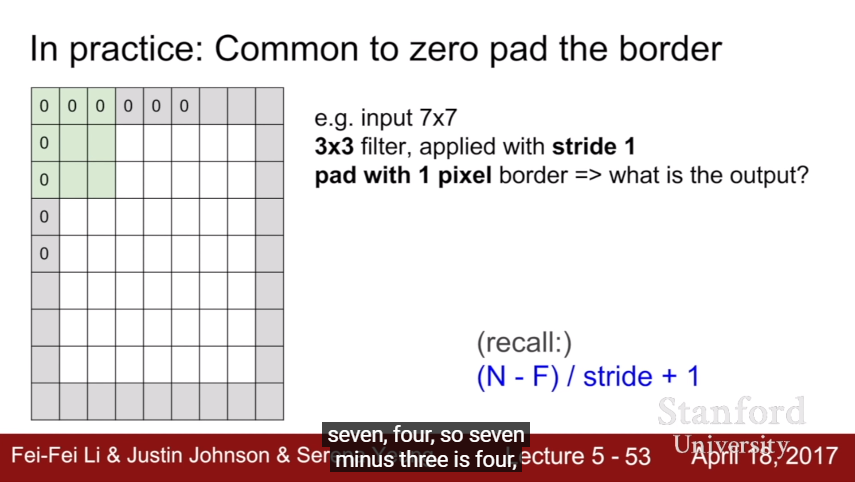 In practice: Common to zero pad the border
0 0 0 0 0 0
0
0
0
0
e.g. input 7x7
3x3 filter, applied with stride 1
pad with 1 pixel border => what is the output?
(recall:)
(N - F) / stride + 1
Stanford
University
seven, four, so seven
minus three is four,
Fei-Fei Li & Justin Johnson & Ser
ecture 5 - 53
April 18, 2017